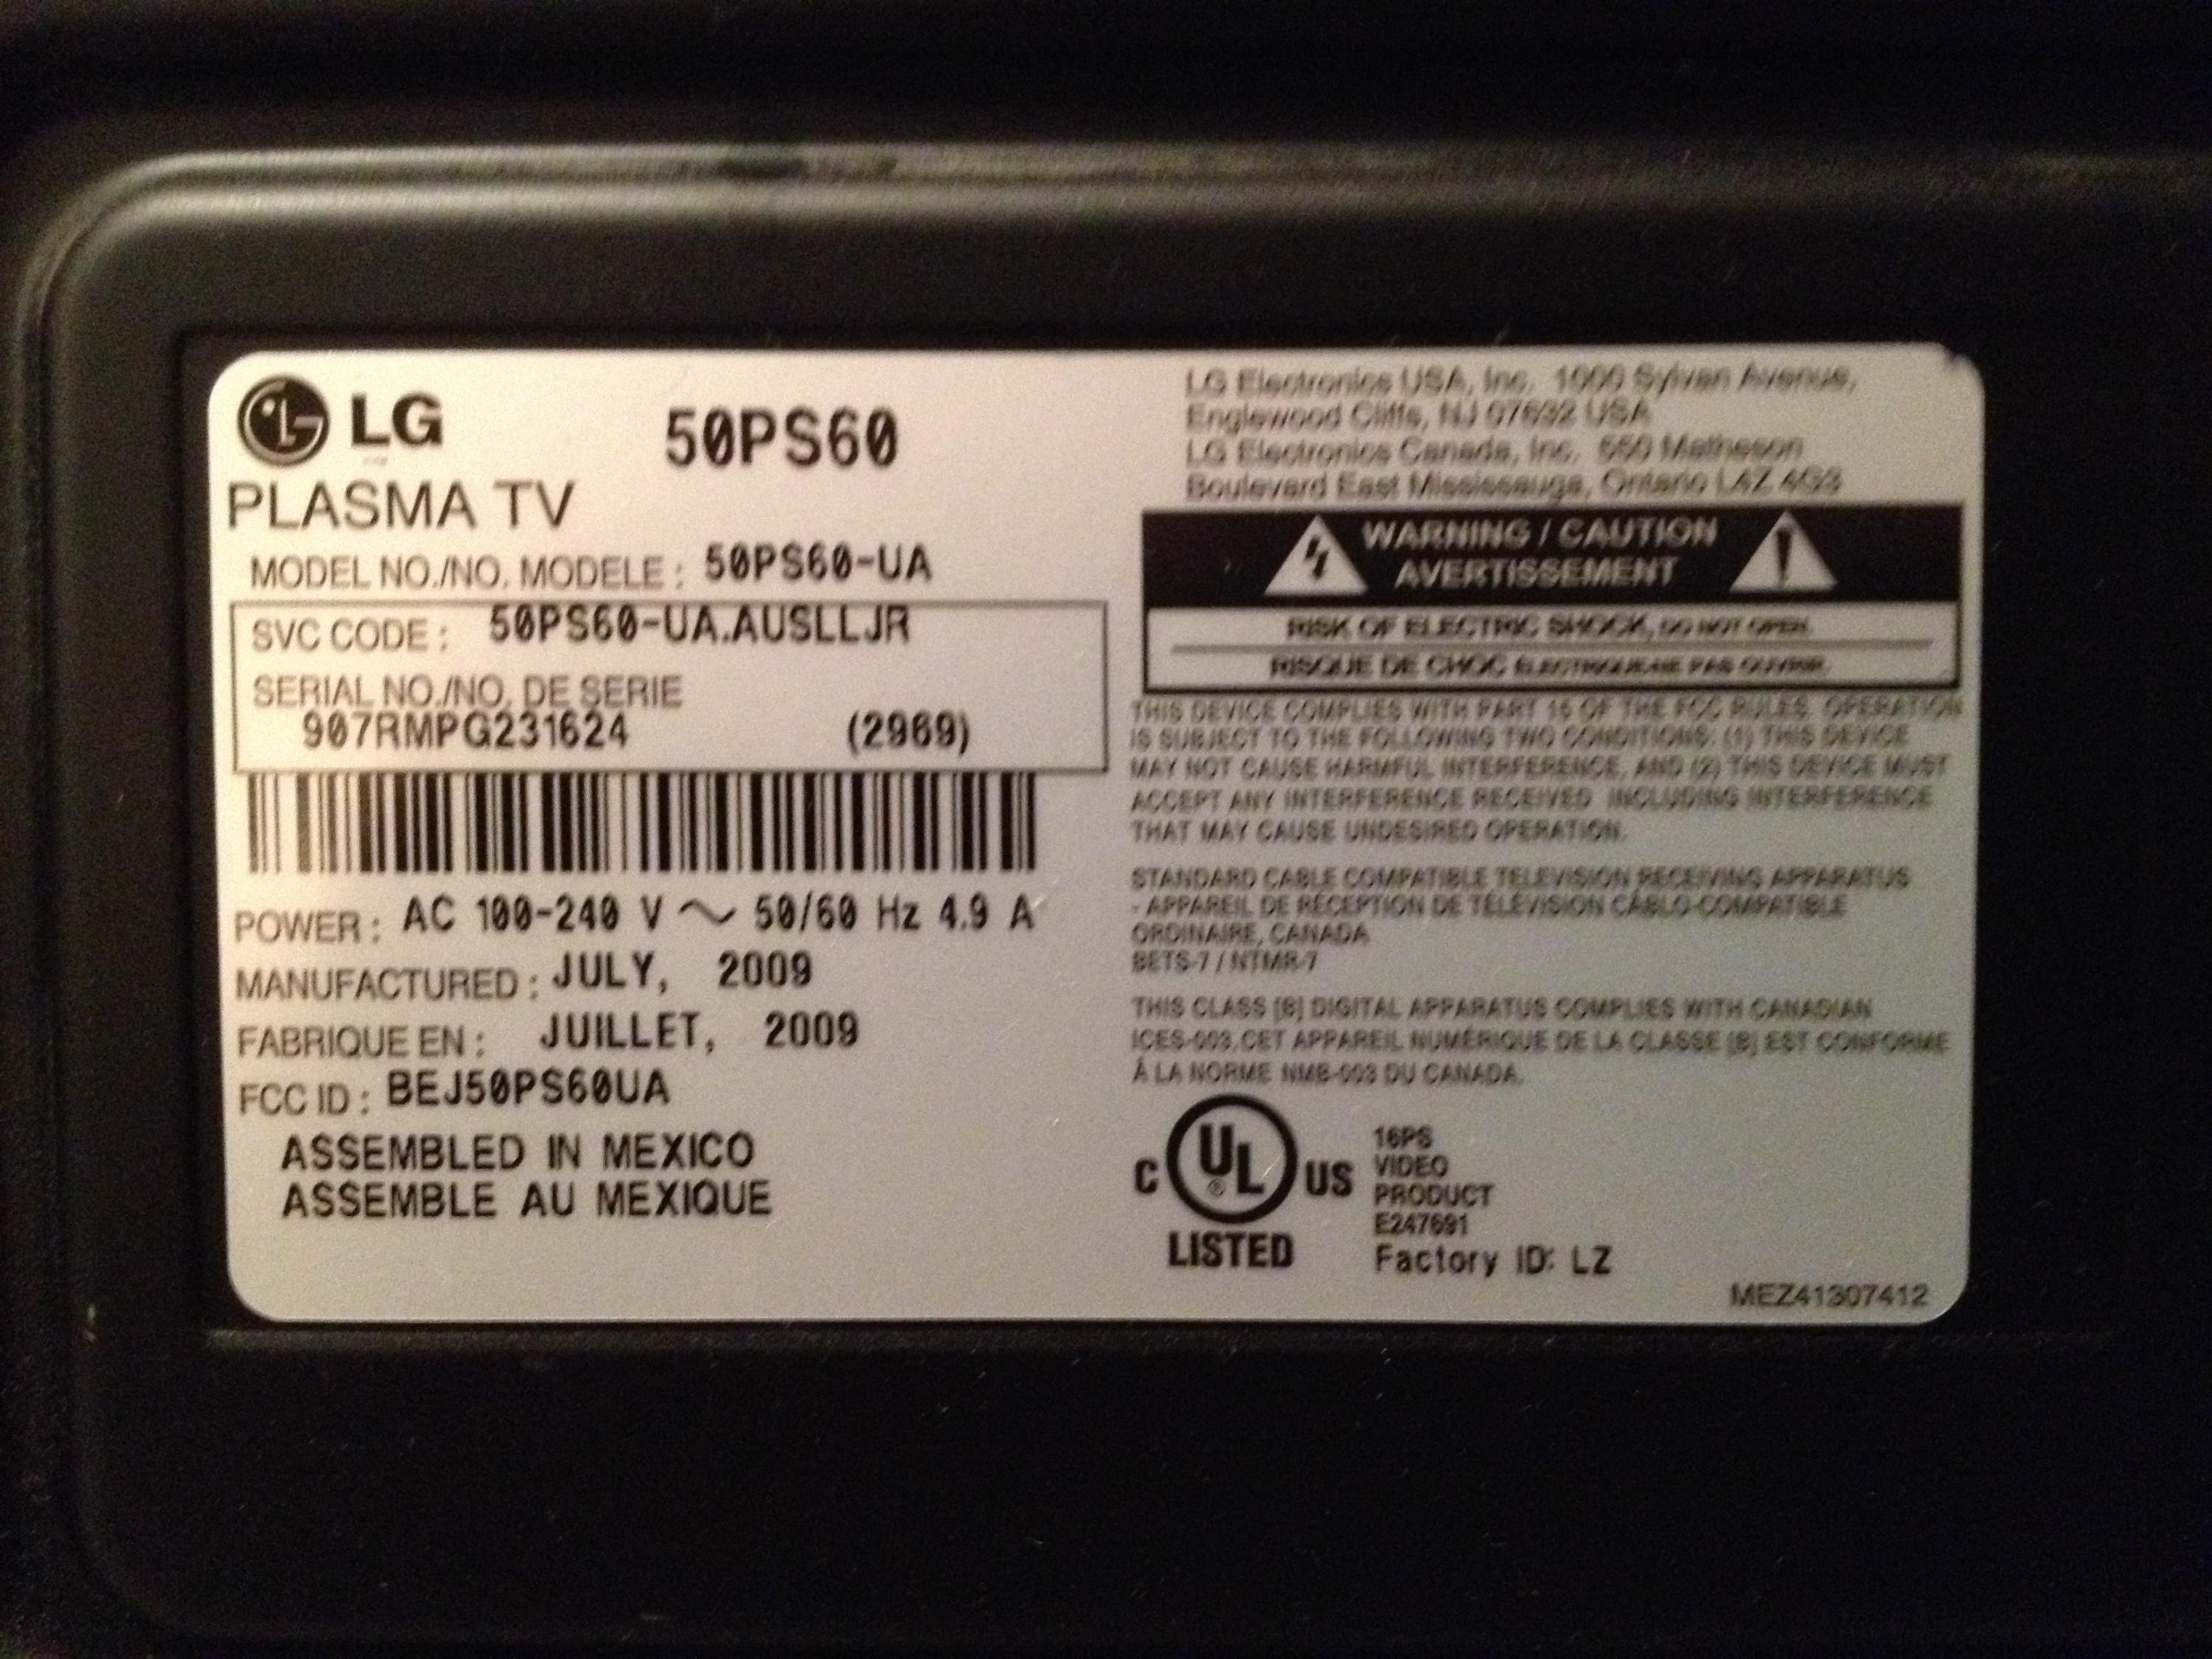 LG
50PS60
PLASMA TV
MODEL NO./NO. MODELE : 50PS60-UA
SVC CODE : 50PS60-UA.AUSLLJR
SERIAL NO./NO. DE SERIE
907RMPG231624 (2969)
POWER : AC 100-240 V ~ 50/60 Hz 4.9 A
MANUFACTURED : JULY, 2009
FABRIQUE EN : JUILLET, 2009
FCC ID : BEJ50PS60UA
ASSEMBLED IN MEXICO
ASSEMBLE AU MEXIQUE
LG Electronics USA, Inc. 1000 Sylvan Avenue,
Englewood Cliffs, NJ 07632 USA
LG Electronics Canada, Inc. 550 Matheson
Boulevard East Mississauga, Ontario L4Z 4G3
WARNING / CAUTION
AVERTISSEMENT
RISK OF ELECTRIC SHOCK, DO NOT OPEN.
RISQUE DE CHOC ÉLECTRIQUE NE PAS OUVRIR.
THIS DEVICE COMPLIES WITH PART 15 OF THE FCC RULES. OPERATION
IS SUBJECT TO THE FOLLOWING TWO CONDITIONS: (1) THIS DEVICE
MAY NOT CAUSE HARMFUL INTERFERENCE, AND (2) THIS DEVICE MUST
ACCEPT ANY INTERFERENCE RECEIVED INCLUDING INTERFERENCE
THAT MAY CAUSE UNDESIRED OPERATION.
STANDARD CABLE COMPATIBLE TELEVISION RECEIVING APPARATUS
- APPAREIL DE RÉCEPTION DE TÉLÉVISION CÂBLO-COMPATIBLE
ORDINAIRE, CANADA
BETS-7 / NTMR-7
THIS CLASS [B] DIGITAL APPARATUS COMPLIES WITH CANADIAN
ICES-003.CET APPAREIL NUMÉRIQUE DE LA CLASSE [B] EST CONFORME
À LA NORME NMB-003 DU CANADA.
C UL ® US
LISTED
16PS
VIDEO
PRODUCT
E247691
Factory ID: LZ
MEZ41307412